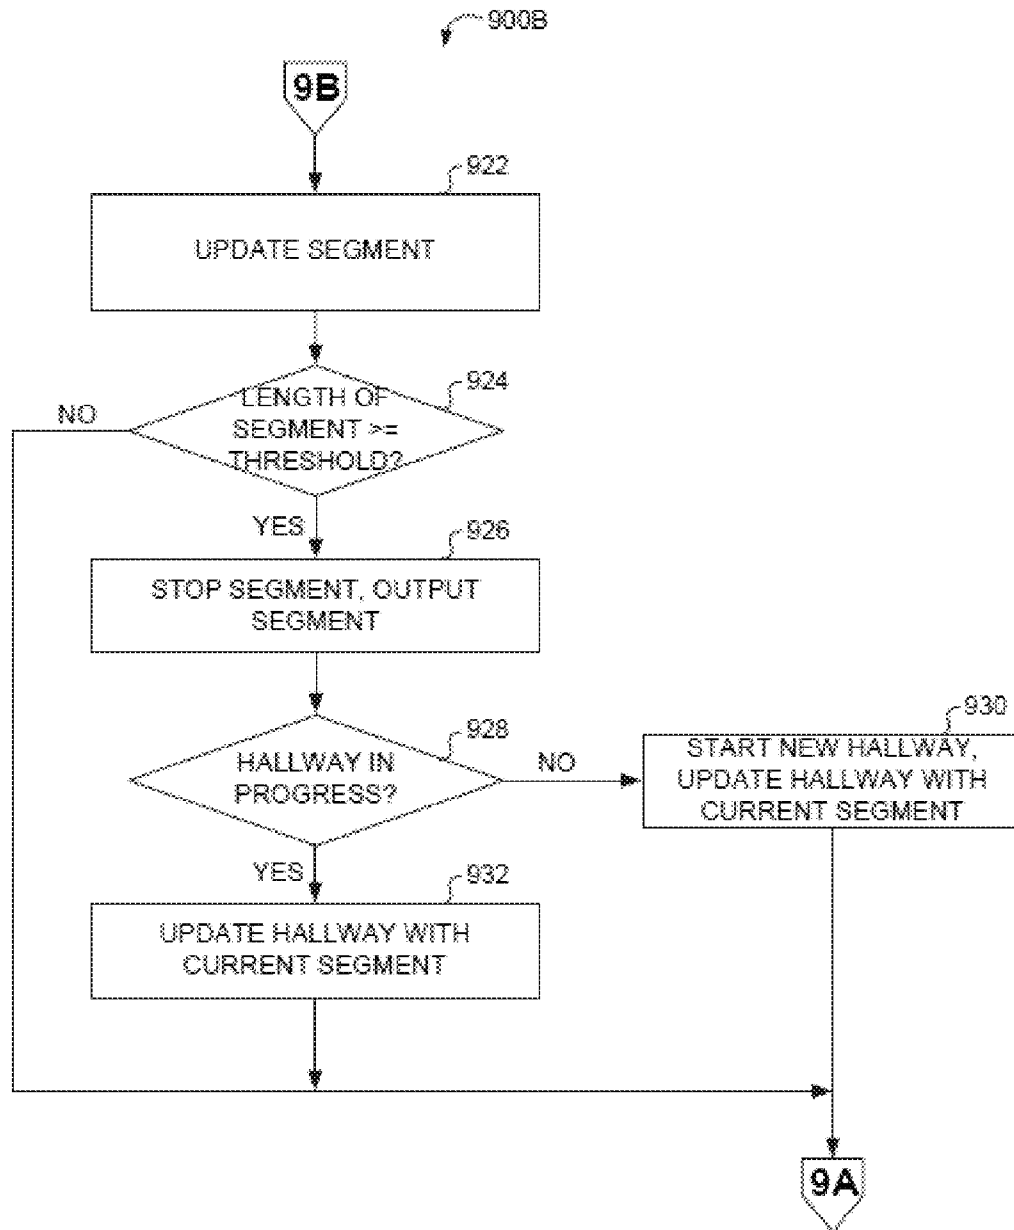 900B
9B
922
UPDATE SEGMENT
924
LENGTH OF
SEGMENT >=
THRESHOLD?
NO
YES
926
STOP SEGMENT, OUTPUT
SEGMENT
928
HALLWAY IN
PROGRESS?
NO
930
START NEW HALLWAY,
UPDATE HALLWAY WITH
CURRENT SEGMENT
YES
932
UPDATE HALLWAY WITH
CURRENT SEGMENT
9A